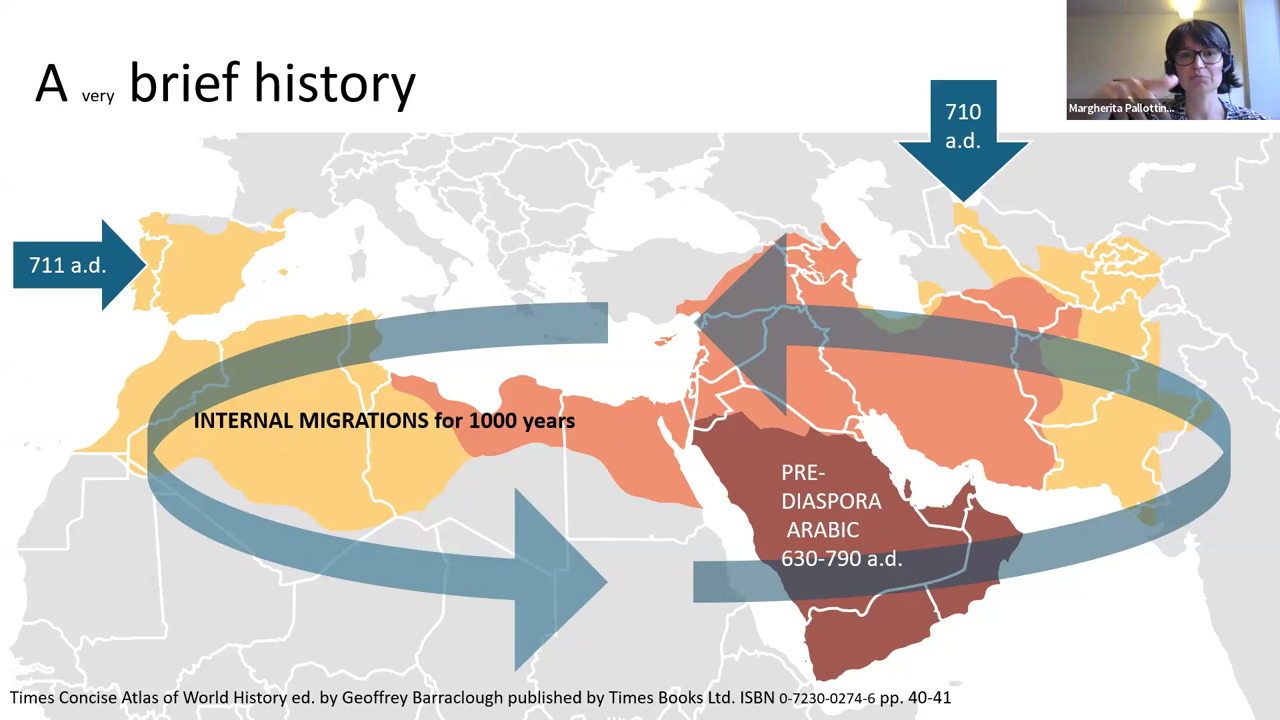 A very brief history
Margherita Pallottin...
710
a.d.
711 a.d.
INTERNAL MIGRATIONS for 1000 years
PRE-
DIASPORA
ARABIC
630-790 a.d.
Times Concise Atlas of World History ed. by Geoffrey Barraclough published by Times Books Ltd. ISBN 0-7230-0274-6 pp. 40-41